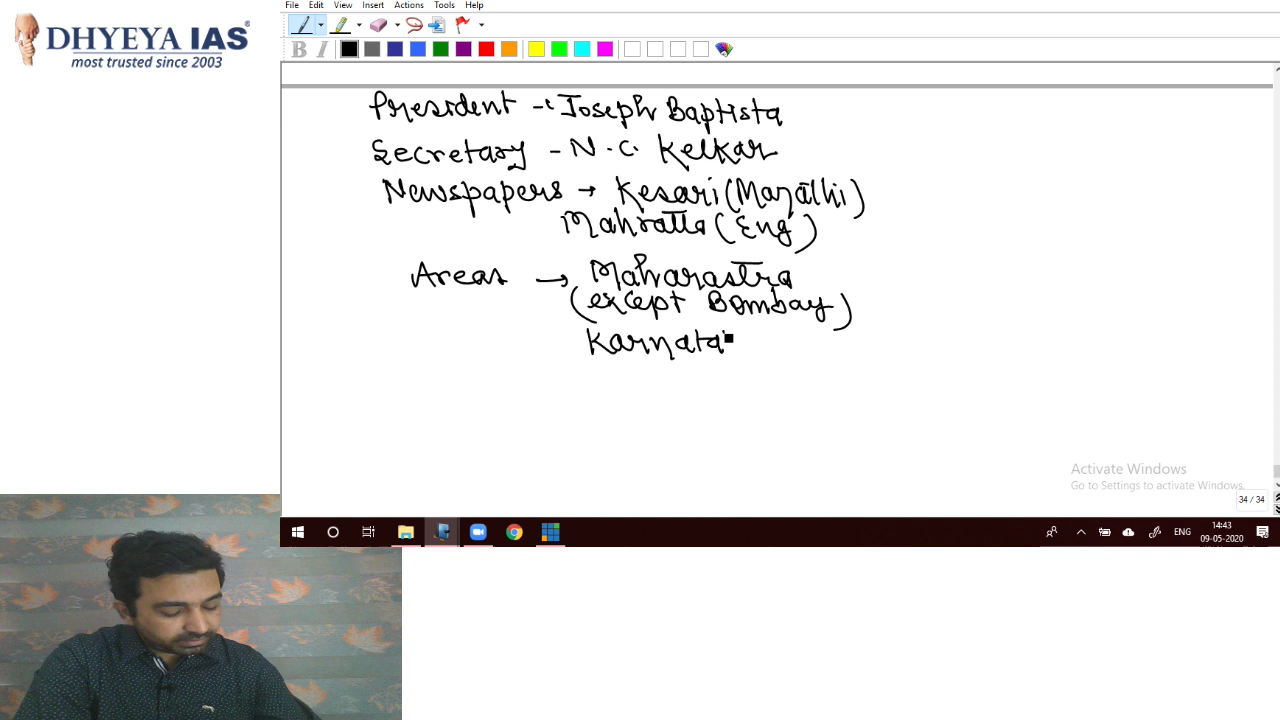 DHYEYA IAS®
most trusted since 2003
File Edit View Insert Actions Tools Help
B I
President - Joseph Baptista
Secretary - N.C. Kelkar
Newspapers → Kesari (Marathi)
Mahratta (Eng)
Areas → Maharastra
(except Bombay)
Karnata
Activate Windows
Go to Settings to activate Windows.
34 / 34
ENG
14:43
09-05-2020